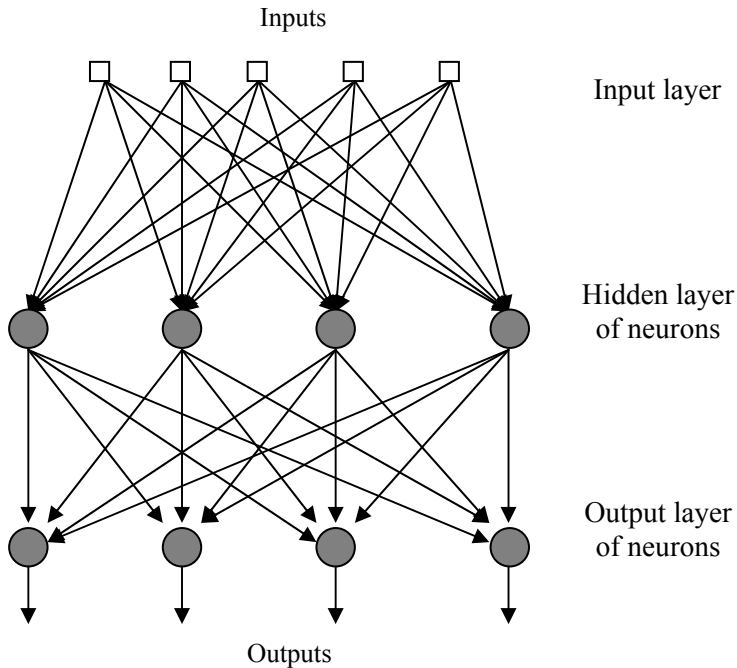 Inputs
Input layer
Hidden layer
of neurons
Output layer
of neurons
Outputs